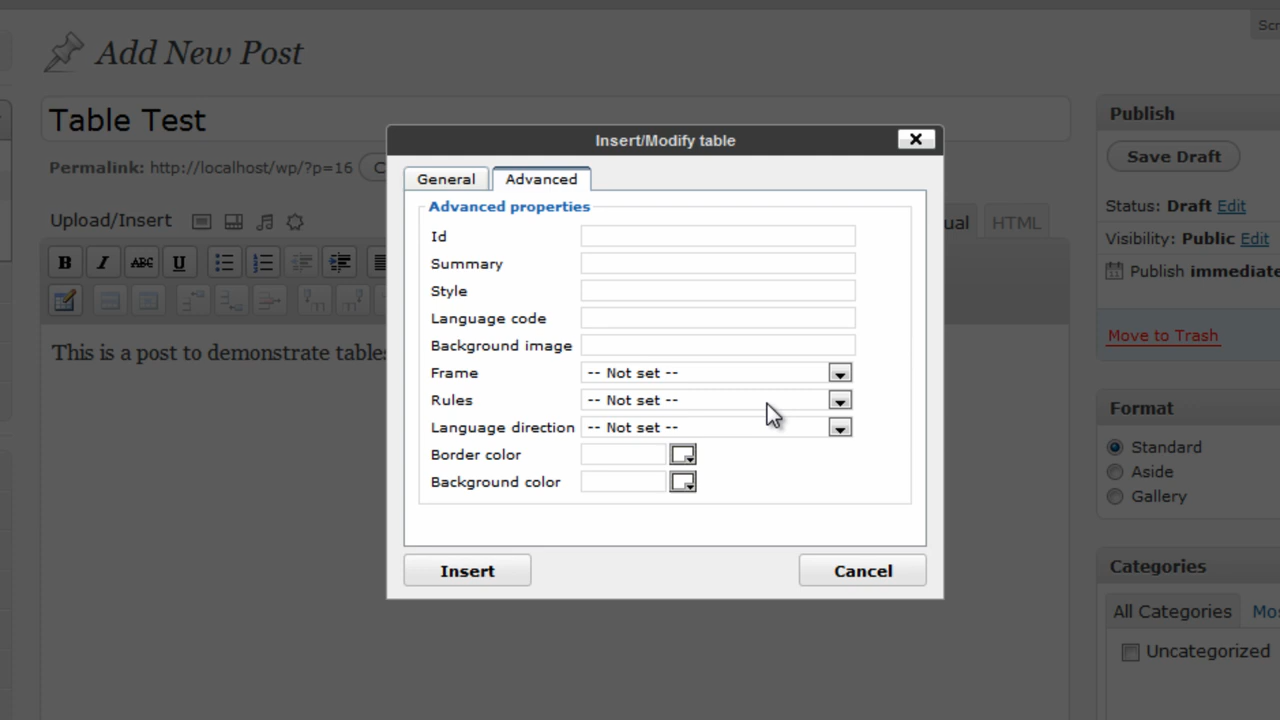 Scr
Add New Post
Table Test
Permalink: http://localhost/wp/?p=16 C
Upload/Insert
ual HTML
B I ABC U
This is a post to demonstrate tables
Insert/Modify table
General Advanced
Advanced properties
Id
Summary
Style
Language code
Background image
Frame -- Not set --
Rules -- Not set --
Language direction -- Not set --
Border color
Background color
Insert Cancel
Publish
Save Draft
Status: Draft Edit
Visibility: Public Edit
Publish immediate
Move to Trash
Format
Standard
Aside
Gallery
Categories
All Categories Mos
Uncategorized